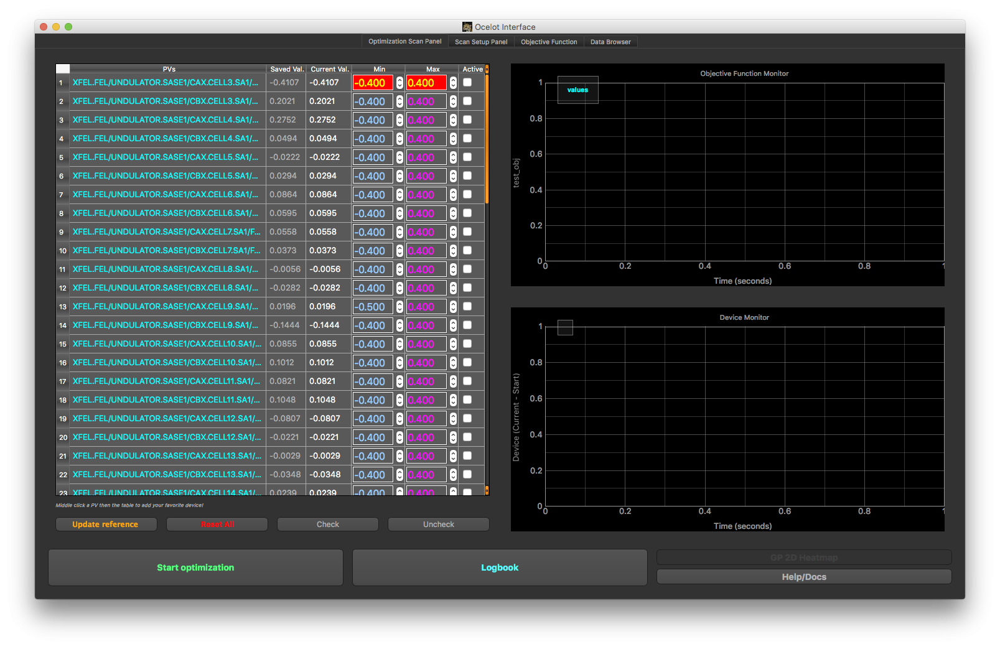 Ocelot Interface
Optimization Scan Panel Scan Setup Panel Objective Function Data Browser
PVs Saved Val. Current Val. Min Max Active
1 XFEL.FEL/UNDULATOR.SASE1/CAX.CELL3.SA1/... -0.4107 -0.4107 -0.400 0.400
2 XFEL.FEL/UNDULATOR.SASE1/CBX.CELL3.SA1/... 0.2021 0.2021 -0.400 0.400
3 XFEL.FEL/UNDULATOR.SASE1/CAX.CELL4.SA1/... 0.2752 0.2752 -0.400 0.400
4 XFEL.FEL/UNDULATOR.SASE1/CBX.CELL4.SA1/... 0.0494 0.0494 -0.400 0.400
5 XFEL.FEL/UNDULATOR.SASE1/CAX.CELL5.SA1/... -0.0222 -0.0222 -0.400 0.400
6 XFEL.FEL/UNDULATOR.SASE1/CBX.CELL5.SA1/... 0.0294 0.0294 -0.400 0.400
7 XFEL.FEL/UNDULATOR.SASE1/CAX.CELL6.SA1/... 0.0864 0.0864 -0.400 0.400
8 XFEL.FEL/UNDULATOR.SASE1/CBX.CELL6.SA1/... 0.0595 0.0595 -0.400 0.400
9 XFEL.FEL/UNDULATOR.SASE1/CAX.CELL7.SA1/F... 0.0558 0.0558 -0.400 0.400
10 XFEL.FEL/UNDULATOR.SASE1/CBX.CELL7.SA1/F... 0.0373 0.0373 -0.400 0.400
11 XFEL.FEL/UNDULATOR.SASE1/CAX.CELL8.SA1/... -0.0056 -0.0056 -0.400 0.400
12 XFEL.FEL/UNDULATOR.SASE1/CBX.CELL8.SA1/... -0.0282 -0.0282 -0.400 0.400
13 XFEL.FEL/UNDULATOR.SASE1/CAX.CELL9.SA1/... 0.0196 0.0196 -0.500 0.400
14 XFEL.FEL/UNDULATOR.SASE1/CBX.CELL9.SA1/... -0.1444 -0.1444 -0.400 0.400
15 XFEL.FEL/UNDULATOR.SASE1/CAX.CELL10.SA1/... 0.0855 0.0855 -0.400 0.400
16 XFEL.FEL/UNDULATOR.SASE1/CBX.CELL10.SA1/... 0.1012 0.1012 -0.400 0.400
17 XFEL.FEL/UNDULATOR.SASE1/CAX.CELL11.SA1/... 0.0821 0.0821 -0.400 0.400
18 XFEL.FEL/UNDULATOR.SASE1/CBX.CELL11.SA1/... 0.1048 0.1048 -0.400 0.400
19 XFEL.FEL/UNDULATOR.SASE1/CAX.CELL12.SA1/... -0.0807 -0.0807 -0.400 0.400
20 XFEL.FEL/UNDULATOR.SASE1/CBX.CELL12.SA1/... -0.0221 -0.0221 -0.400 0.400
21 XFEL.FEL/UNDULATOR.SASE1/CAX.CELL13.SA1/... -0.0029 -0.0029 -0.400 0.400
22 XFEL.FEL/UNDULATOR.SASE1/CBX.CELL13.SA1/... -0.0348 -0.0348 -0.400 0.400
23 XFEL.FEL/UNDULATOR.SASE1/CAX.CELL14.SA1/... 0.0239 0.0239 -0.400 0.400
Middle click a PV then the table to add your favorite device!
Update reference Reset All Check Uncheck
Start optimization Logbook GP 2D Heatmap
Help/Docs
Objective Function Monitor
values
test_obj
1
0.8
0.6
0.4
0.2
0
0 0.2 0.4 0.6 0.8 1
Time (seconds)
Device Monitor
Device (Current - Start)
1
0.8
0.6
0.4
0.2
0
0 0.2 0.4 0.6 0.8 1
Time (seconds)